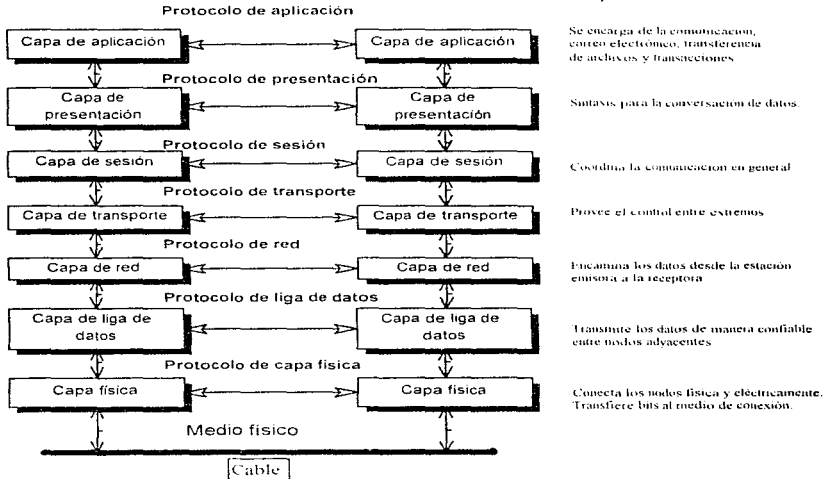 Protocolo de aplicación
Capa de aplicación
Capa de aplicación
Se encarga de la comunicación,
correo electrónico, transferencia
de archivos y transacciones
Protocolo de presentación
Capa de
presentación
Capa de
presentación
Sintaxis para la conversación de datos.
Protocolo de sesión
Capa de sesión
Capa de sesión
Coordina la comunicación en general
Protocolo de transporte
Capa de transporte
Capa de transporte
Provee el control entre extremos
Protocolo de red
Capa de red
Capa de red
Encamina los datos desde la estación
emisora a la receptora
Protocolo de liga de datos
Capa de liga de
datos
Capa de liga de
datos
Transmite los datos de manera confiable
entre nodos adyacentes
Protocolo de capa fisica
Capa física
Capa fisica
Conecta los nodos física y eléctricamente.
Transfiere bits al medio de conexión.
Medio fisico
Cable